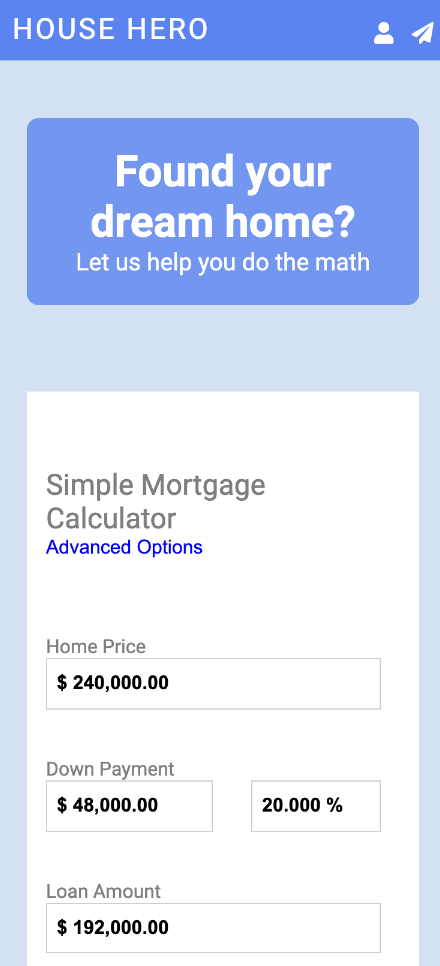 HOUSE HERO
Found your
dream home?
Let us help you do the math
Simple Mortgage
Calculator
Advanced Options
Home Price
$ 240,000.00
Down Payment
$ 48,000.00 20.000 %
Loan Amount
$ 192,000.00